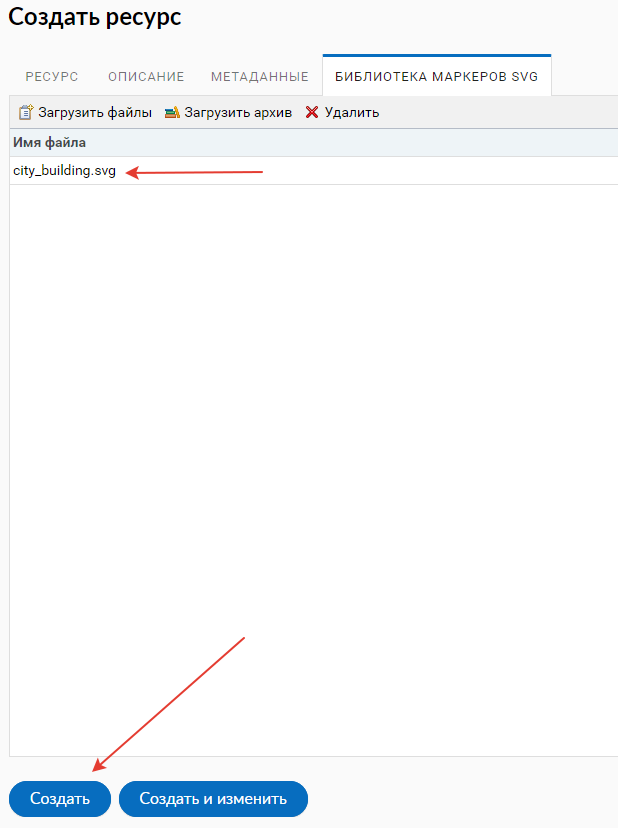 Создать ресурс
РЕСУРС ОПИСАНИЕ МЕТАДАННЫЕ БИБЛИОТЕКА МАРКЕРОВ SVG
Загрузить файлы Загрузить архив Удалить
Имя файла
city_building.svg
Создать Создать и изменить